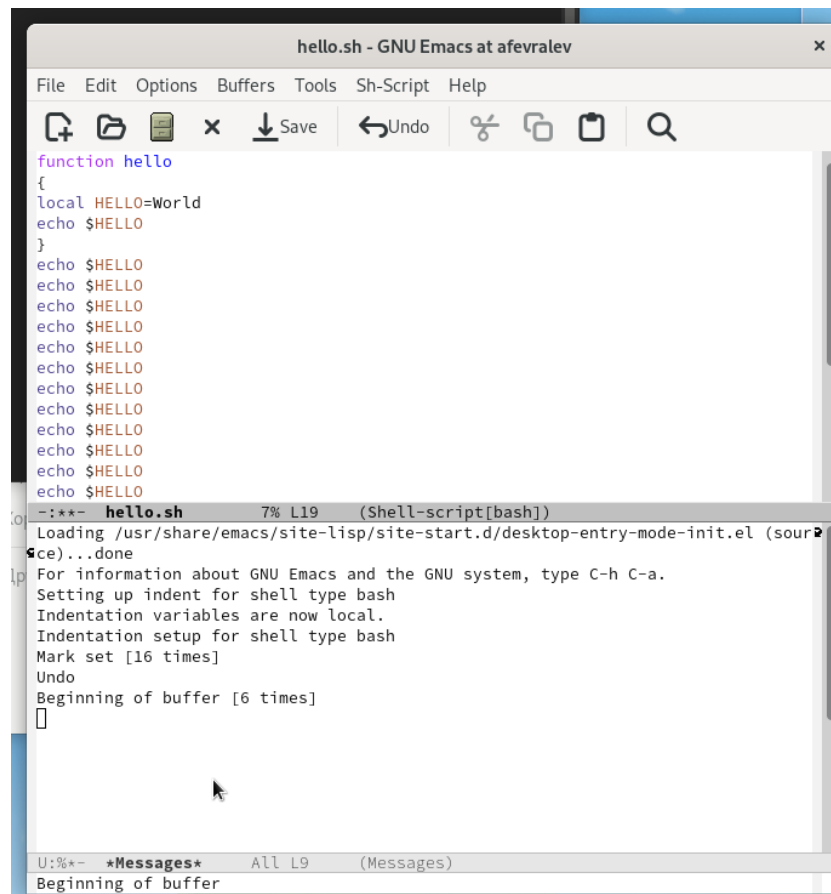 hello.sh - GNU Emacs at afevralev
File Edit Options Buffers Tools Sh-Script Help
Save Undo
function hello
{
local HELLO=World
echo $HELLO
}
echo $HELLO
echo $HELLO
echo $HELLO
echo $HELLO
echo $HELLO
echo $HELLO
echo $HELLO
echo $HELLO
echo $HELLO
echo $HELLO
echo $HELLO
echo $HELLO
-:**- hello.sh 7% L19 (Shell-script[bash])
Loading /usr/share/emacs/site-lisp/site-start.d/desktop-entry-mode-init.el (sour
ce)...done
For information about GNU Emacs and the GNU system, type C-h C-a.
Setting up indent for shell type bash
Indentation variables are now local.
Indentation setup for shell type bash
Mark set [16 times]
Undo
Beginning of buffer [6 times]
U:%*- *Messages* All L9 (Messages)
Beginning of buffer